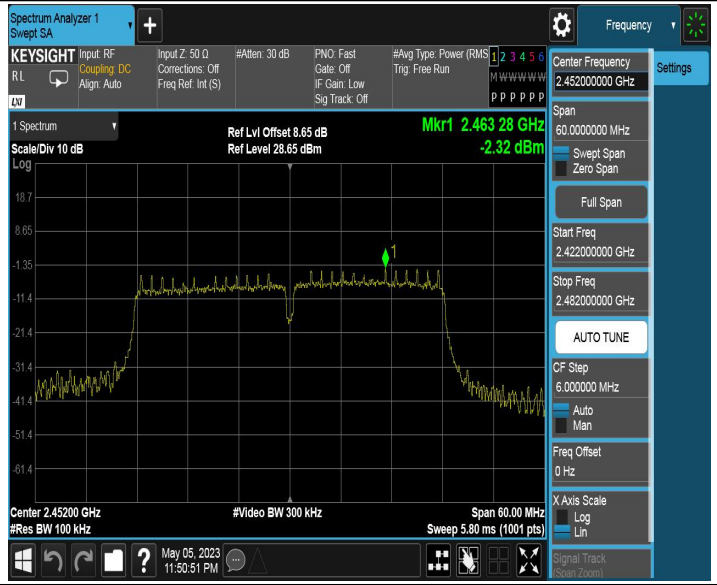 Spectrum Analyzer 1
Swept SA
Frequency
KEYSIGHT
RL
LXI
Input: RF
Coupling: DC
Align: Auto
Input Z: 50 Ω
Corrections: Off
Freq Ref: Int (S)
#Atten: 30 dB
PNO: Fast
Gate: Off
IF Gain: Low
Sig Track: Off
#Avg Type: Power (RMS
Trig: Free Run
1 2 3 4 5 6
M W W W W W
P P P P P P
1 Spectrum
Scale/Div 10 dB
Log
Ref Lvl Offset 8.65 dB
Ref Level 28.65 dBm
Mkr1 2.463 28 GHz
-2.32 dBm
18.7
8.65
-1.35
-11.4
-21.4
-31.4
-41.4
-51.4
-61.4
1
Center 2.45200 GHz
#Res BW 100 kHz
#Video BW 300 kHz
Span 60.00 MHz
Sweep 5.80 ms (1001 pts)
Center Frequency
2.452000000 GHz
Span
60.0000000 MHz
Swept Span
Zero Span
Full Span
Start Freq
2.422000000 GHz
Stop Freq
2.482000000 GHz
AUTO TUNE
CF Step
6.000000 MHz
Auto
Man
Freq Offset
0 Hz
X Axis Scale
Log
Lin
Signal Track
(Span Zoom)
Settings
?
May 05, 2023
11:50:51 PM